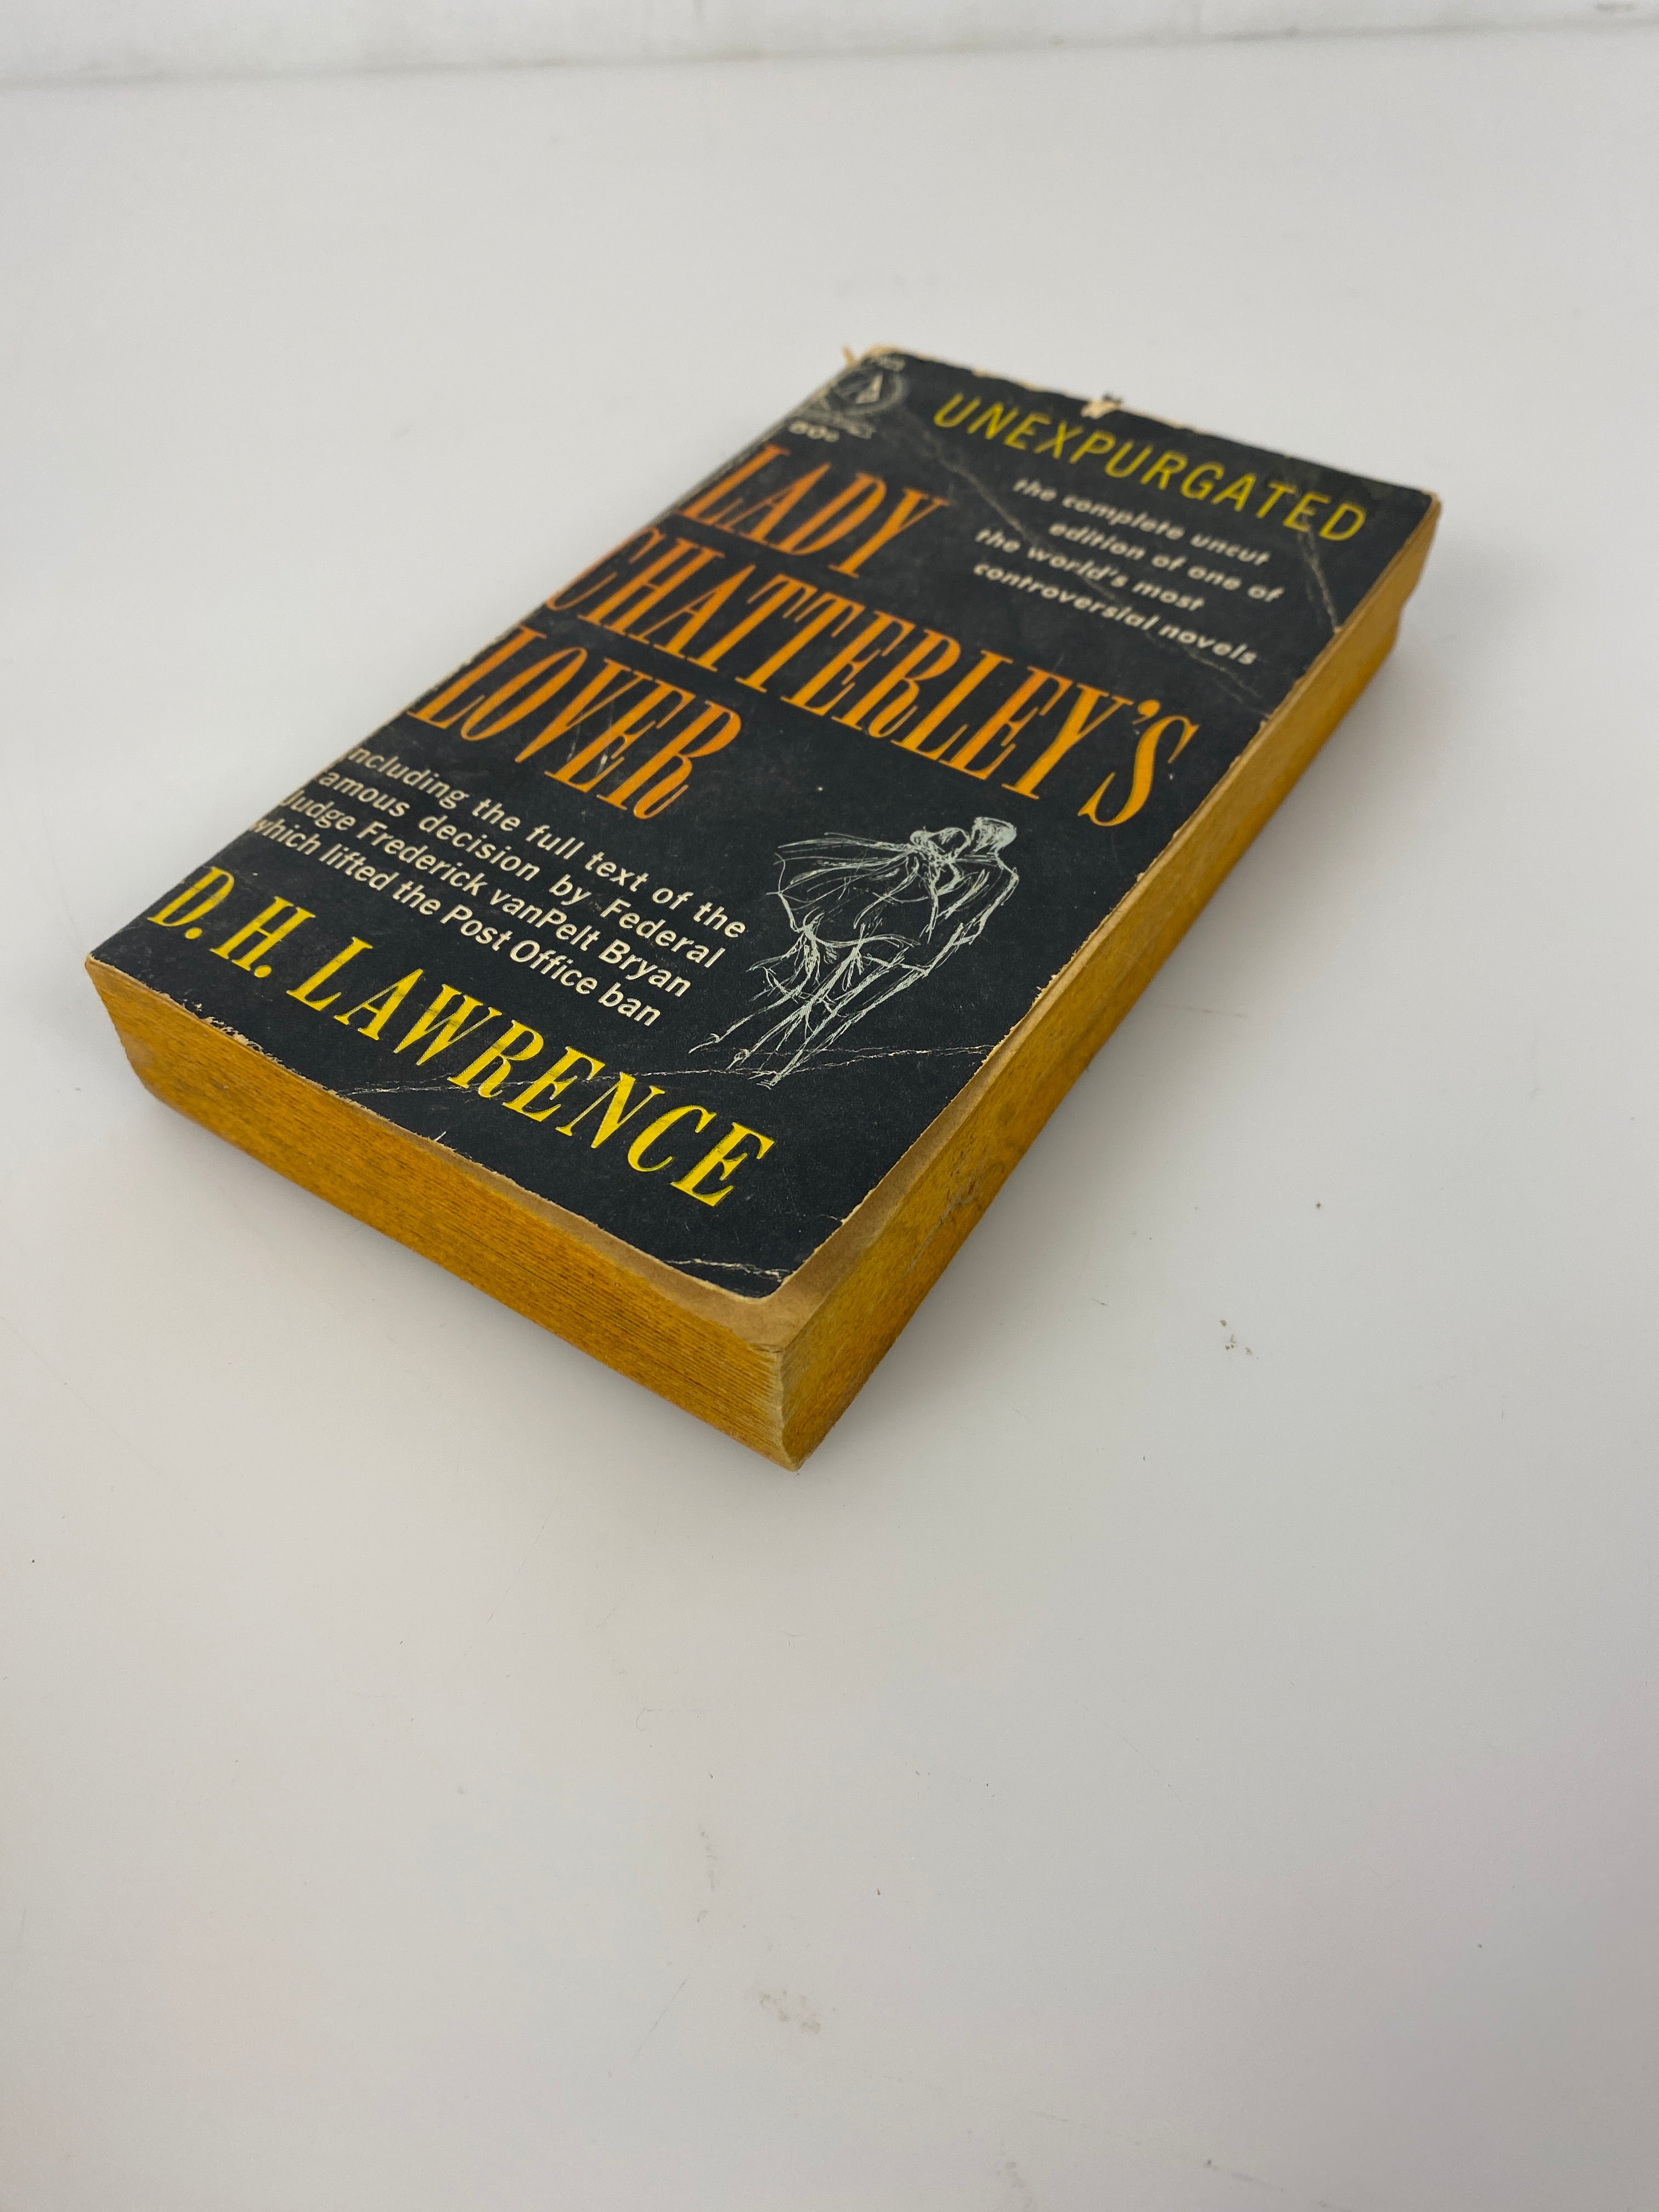 50¢
UNEXPURGATED
the complete uncut
edition of one of
the world's most
controversial novels
LADY
CHATTERLEY'S
LOVER
including the full text of the
famous decision by Federal
Judge Frederick vanPelt Bryan
which lifted the Post Office ban
D. H. LAWRENCE